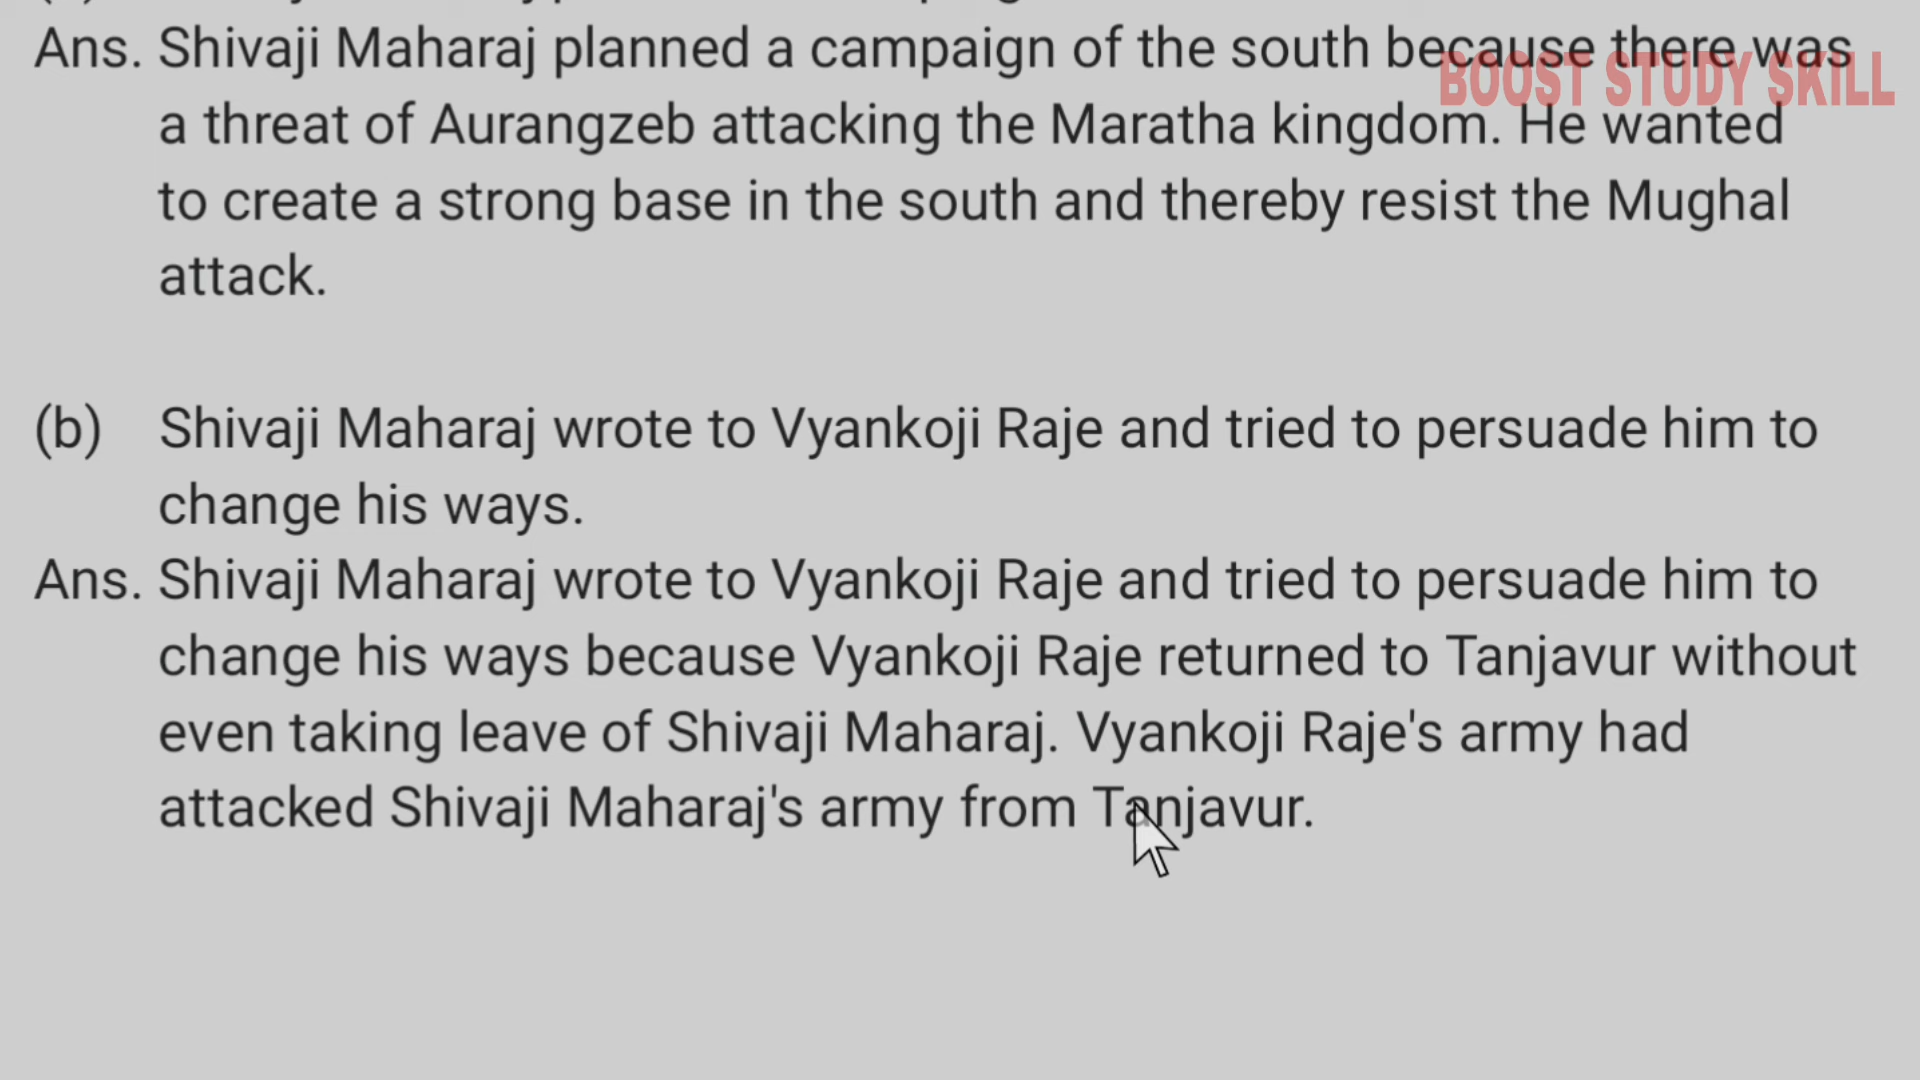 Ans. Shivaji Maharaj planned a campaign of the south because there was
BOOST STUDY SKILL
a threat of Aurangzeb attacking the Maratha kingdom. He wanted
to create a strong base in the south and thereby resist the Mughal
attack.
(b) Shivaji Maharaj wrote to Vyankoji Raje and tried to persuade him to
change his ways.
Ans. Shivaji Maharaj wrote to Vyankoji Raje and tried to persuade him to
change his ways because Vyankoji Raje returned to Tanjavur without
even taking leave of Shivaji Maharaj. Vyankoji Raje's army had
attacked Shivaji Maharaj's army from Tanjavur.